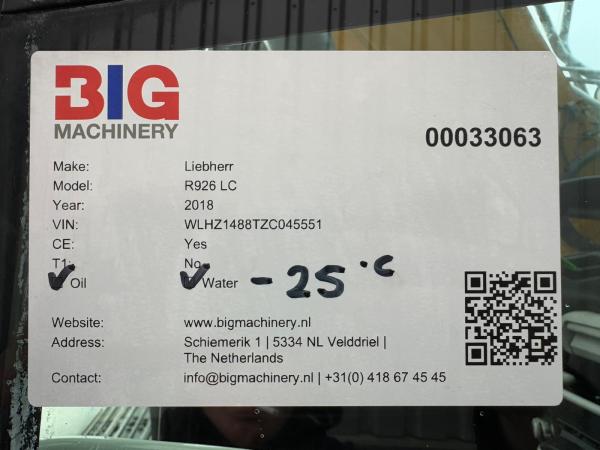 BIG
MACHINERY
00033063
Make: Liebherr
Model: R926 LC
Year: 2018
VIN: WLHZ1488TZC045551
CE: Yes
T1: No
✓ Oil ✓ Water - 25 °C
Website: www.bigmachinery.nl
Address: Schiemerik 1 | 5334 NL Velddriel |
The Netherlands
Contact: info@bigmachinery.nl | +31(0) 418 67 45 45